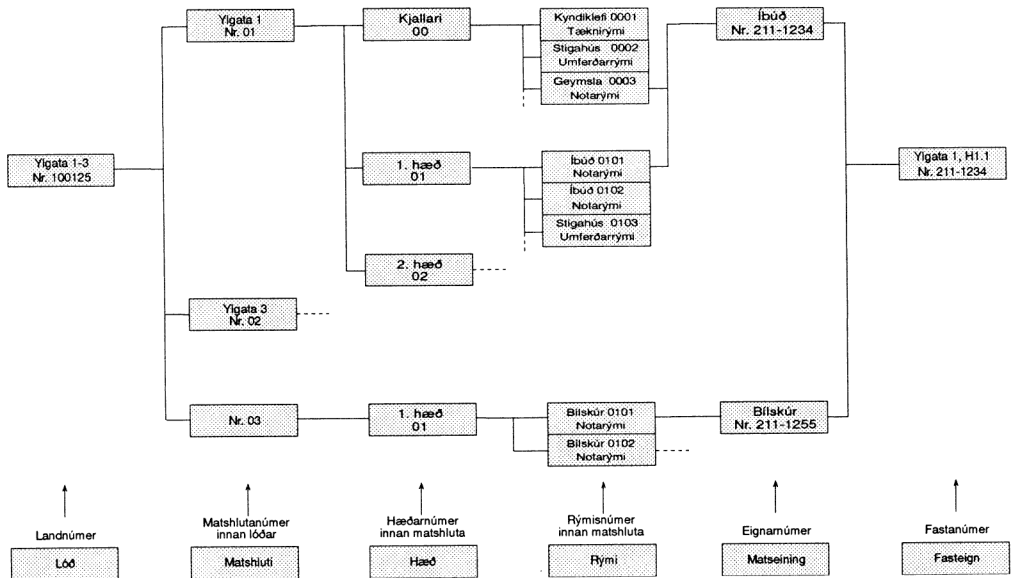 Ylgata 1-3
Nr. 100125
Ylgata 1
Nr. 01
Ylgata 3
Nr. 02
Nr. 03
Kjallari
00
1. hæð
01
2. hæð
02
1. hæð
01
Kyndiklefi 0001
Tæknirými
Stigahús 0002
Umferðarrými
Geymsla 0003
Notarými
Íbúð 0101
Notarými
Íbúð 0102
Notarými
Stigahús 0103
Umferðarrými
Bílskúr 0101
Notarými
Bílskúr 0102
Notarými
Íbúð
Nr. 211-1234
Bílskúr
Nr. 211-1255
Ylgata 1, H1.1
Nr. 211-1234
Landnúmer
Lóð
Matshlutanúmer
innan lóðar
Matshluti
Hæðarnúmer
innan matshluta
Hæð
Rýmisnúmer
innan matshluta
Rými
Eignarnúmer
Matseining
Fastanúmer
Fasteign